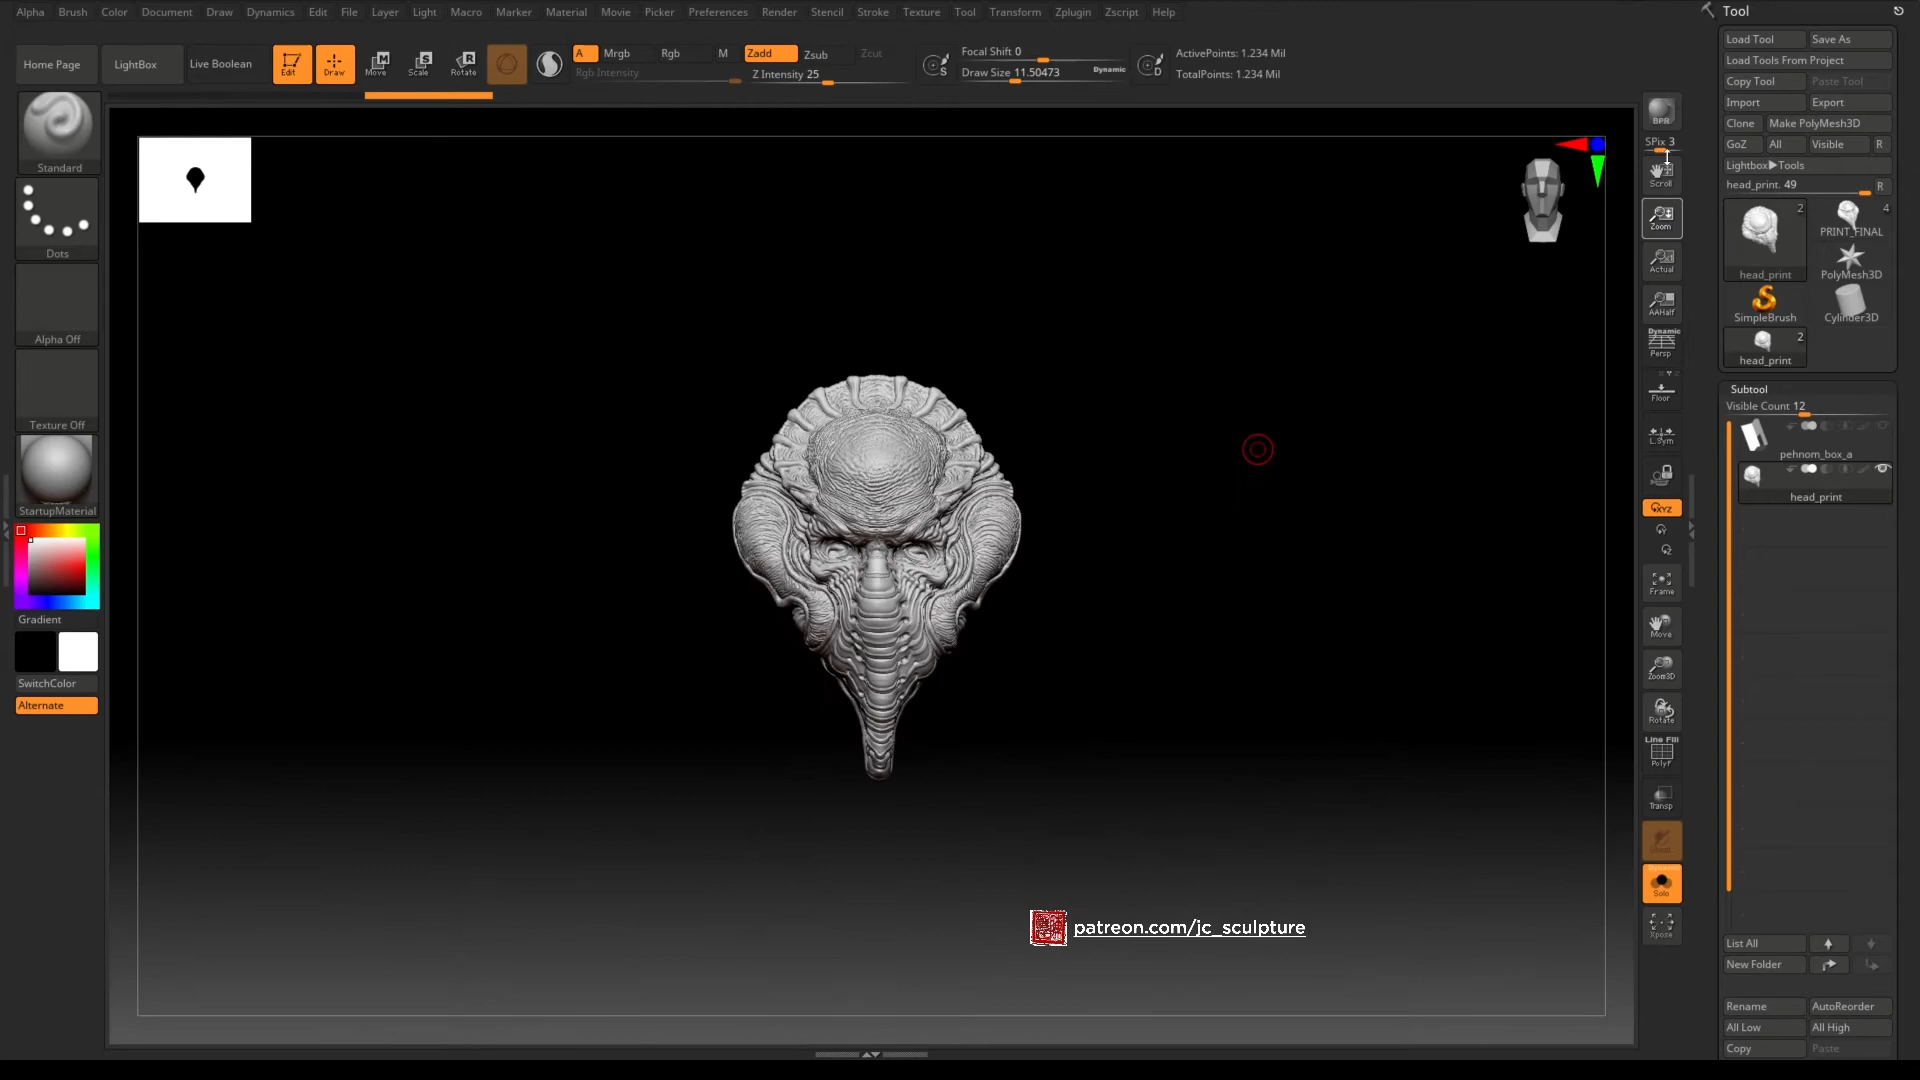 Alpha Brush Color Document Draw Dynamics Edit File Layer Light Macro Marker Material Movie Picker Preferences Render Stencil Stroke Texture Tool Transform Zplugin Zscript Help
Home Page
LightBox
Live Boolean
Edit
Draw
Move
Scale
Rotate
A
Mrgb
Rgb
M
Zadd
Zsub
Zcut
Rgb Intensity
Z Intensity 25
Focal Shift 0
Draw Size 11.50473
Dynamic
ActivePoints: 1.234 Mil
TotalPoints: 1.234 Mil
Standard
Dots
Alpha Off
Texture Off
StartupMaterial
Gradient
SwitchColor
Alternate
patreon.com/jc_sculpture
BPR
SPix 3
Scroll
Zoom
Actual
AAHalf
Dynamic
Persp
Floor
L.Sym
XYZ
Frame
Move
Zoom3D
Rotate
Line Fill
PolyF
Transp
Solo
Xpose
Tool
Load Tool
Save As
Load Tools From Project
Copy Tool
Paste Tool
Import
Export
Clone
Make PolyMesh3D
GoZ
All
Visible
R
Lightbox▶Tools
head_print. 49
R
2
head_print
4
PRINT_FINAL
PolyMesh3D
SimpleBrush
Cylinder3D
2
head_print
Subtool
Visible Count 12
pehnom_box_a
head_print
List All
New Folder
Rename
AutoReorder
All Low
All High
Copy
Paste